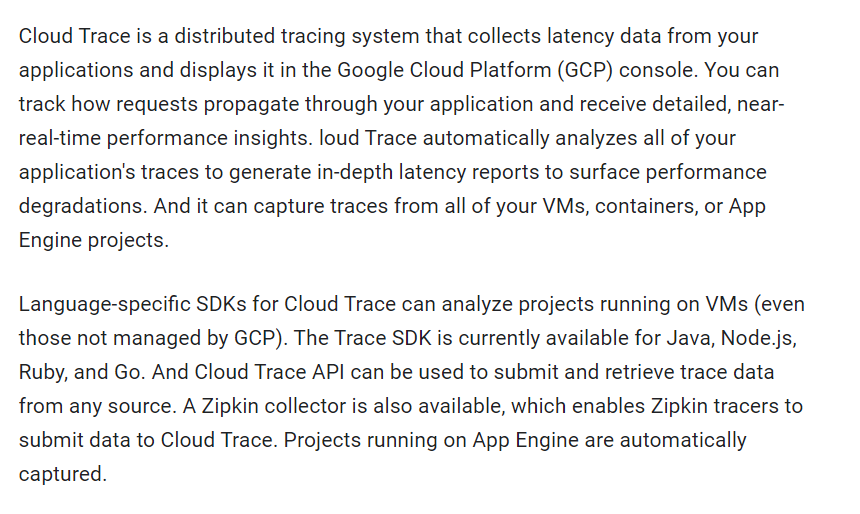 Cloud Trace is a distributed tracing system that collects latency data from your
applications and displays it in the Google Cloud Platform (GCP) console. You can
track how requests propagate through your application and receive detailed, near-
real-time performance insights. loud Trace automatically analyzes all of your
application's traces to generate in-depth latency reports to surface performance
degradations. And it can capture traces from all of your VMs, containers, or App
Engine projects.
Language-specific SDKs for Cloud Trace can analyze projects running on VMs (even
those not managed by GCP). The Trace SDK is currently available for Java, Node.js,
Ruby, and Go. And Cloud Trace API can be used to submit and retrieve trace data
from any source. A Zipkin collector is also available, which enables Zipkin tracers to
submit data to Cloud Trace. Projects running on App Engine are automatically
captured.